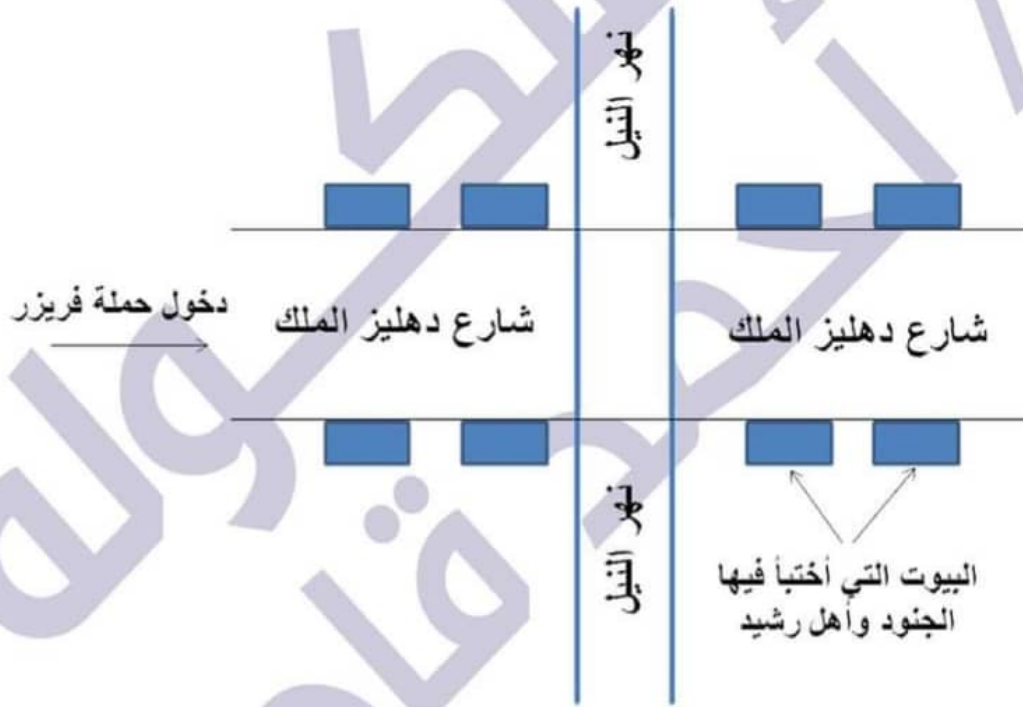 نهر النيل
دخول حملة فريزر
شارع دهليز الملك
شارع دهليز الملك
نهر النيل
البيوت التي أختبأ فيها
الجنود وأهل رشيد